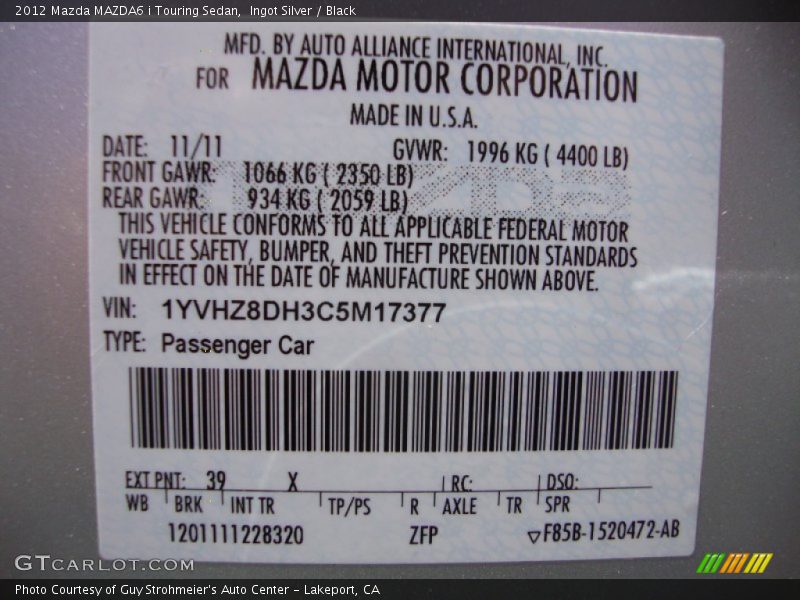 2012 Mazda MAZDA6 i Touring Sedan,  Ingot Silver / Black
MFD. BY AUTO ALLIANCE INTERNATIONAL, INC.
FOR MAZDA MOTOR CORPORATION
MADE IN U.S.A.
DATE: 11/11 GVWR: 1996 KG ( 4400 LB)
FRONT GAWR: 1066 KG ( 2350 LB)
REAR GAWR: 934 KG ( 2059 LB)
THIS VEHICLE CONFORMS TO ALL APPLICABLE FEDERAL MOTOR
VEHICLE SAFETY, BUMPER, AND THEFT PREVENTION STANDARDS
IN EFFECT ON THE DATE OF MANUFACTURE SHOWN ABOVE.
VIN: 1YVHZ8DH3C5M17377
TYPE: Passenger Car
EXT PNT: 39 X RC: DSO:
WB BRK INT TR TP/PS R AXLE TR SPR
1201111228320 ZFP ▽F85B-1520472-AB
GTCARLOT.COM
Photo Courtesy of Guy Strohmeier's Auto Center – Lakeport, CA